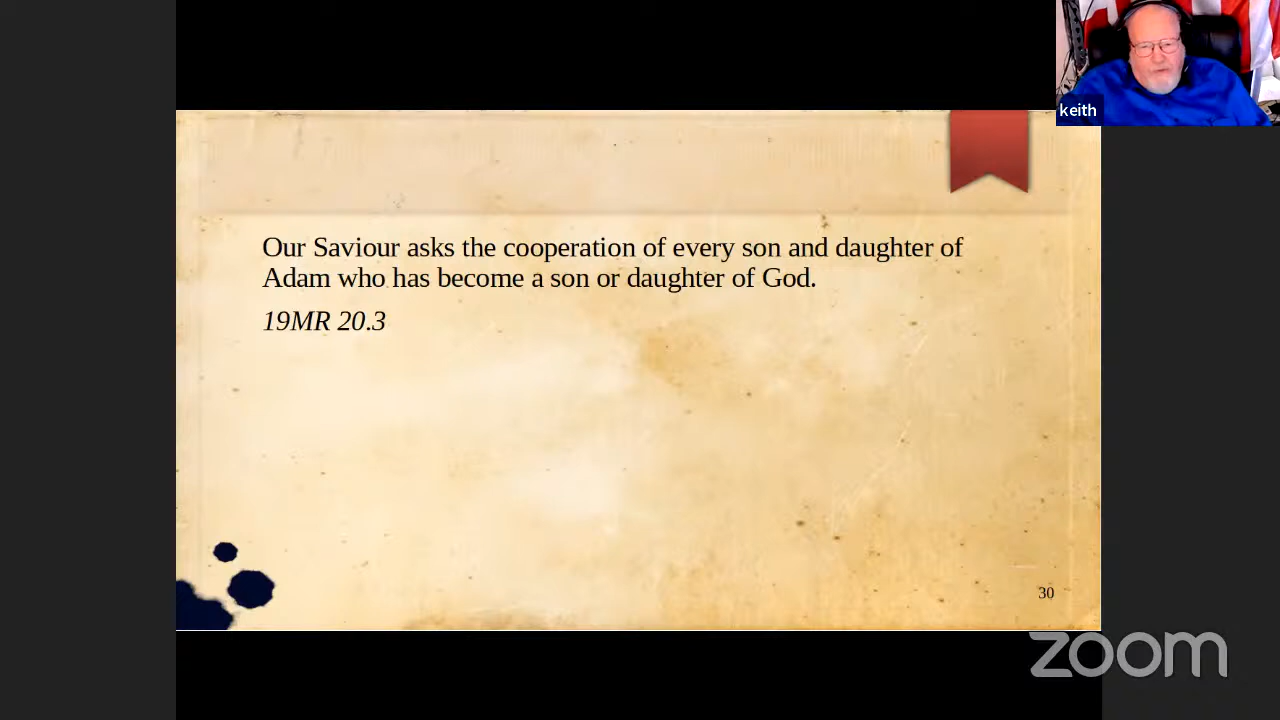 keith
Our Saviour asks the cooperation of every son and daughter of
Adam who has become a son or daughter of God.
19MR 20.3
30
zoom